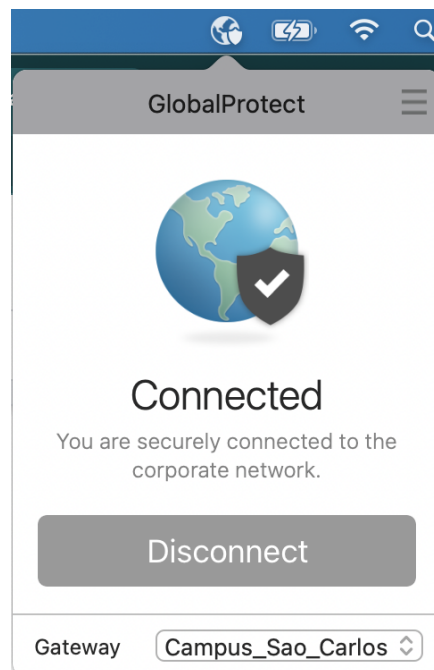 GlobalProtect
Connected
You are securely connected to the
corporate network.
Disconnect
Gateway Campus_Sao_Carlos